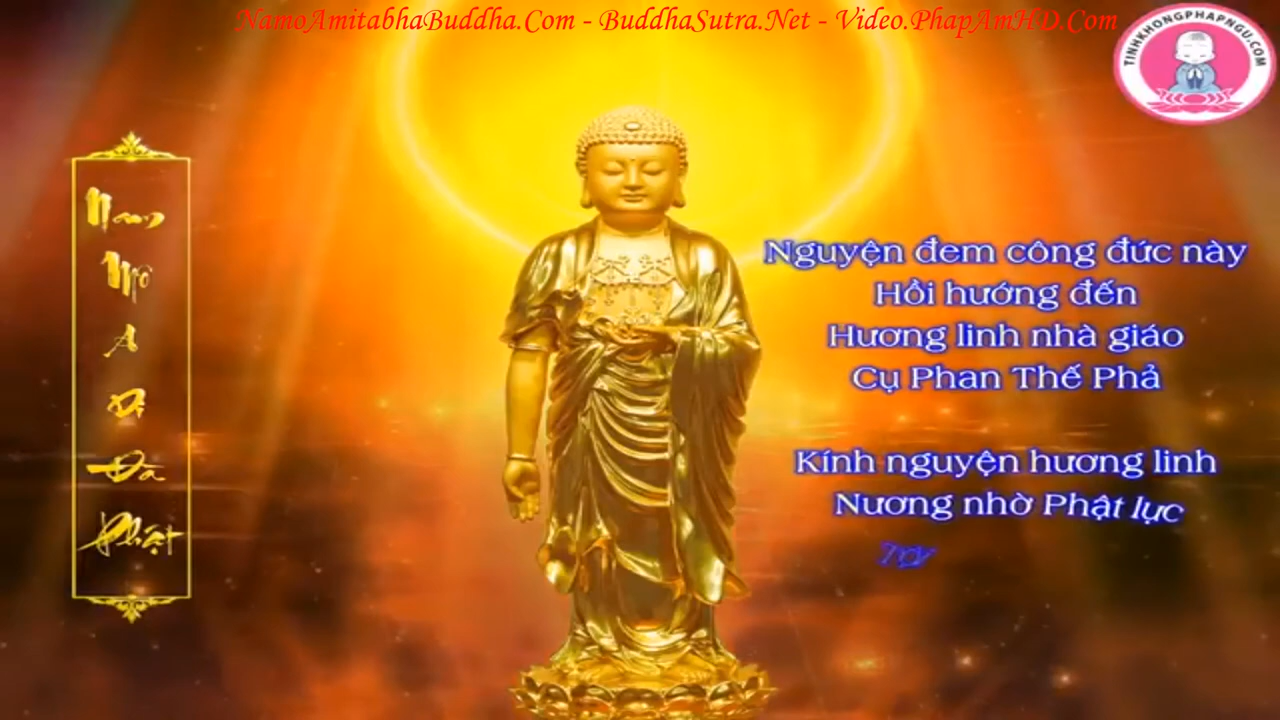 NamoAmitabhaBuddha.Com - BuddhaSutra.Net - Video.PhapAmHD.Com
TINHKHONGPHAPNGU.COM
Nam
Mô
A
Di
Đà
Phật
Nguyện đem công đức này
Hồi hướng đến
Hương linh nhà giáo
Cụ Phan Thế Phả
Kính nguyện hương linh
Nương nhờ Phật lực